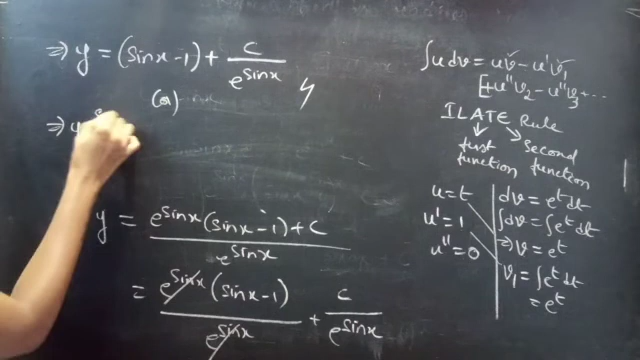 ⇒ y = (sinx-1) + c/e^sinx
(or)
⇒ y
y = e^sinx (sinx-1) + c / e^sinx
= e^sinx (sinx-1) / e^sinx + c/e^sinx
∫u dv = uv - u'v₁
[+u''v₂ - u'''v₃ + ...
ILATE Rule
first function
Second function
u = t
u' = 1
u'' = 0
dv = e^t dt
∫dv = ∫e^t dt
⇒ v = e^t
v₁ = ∫e^t dt
= e^t